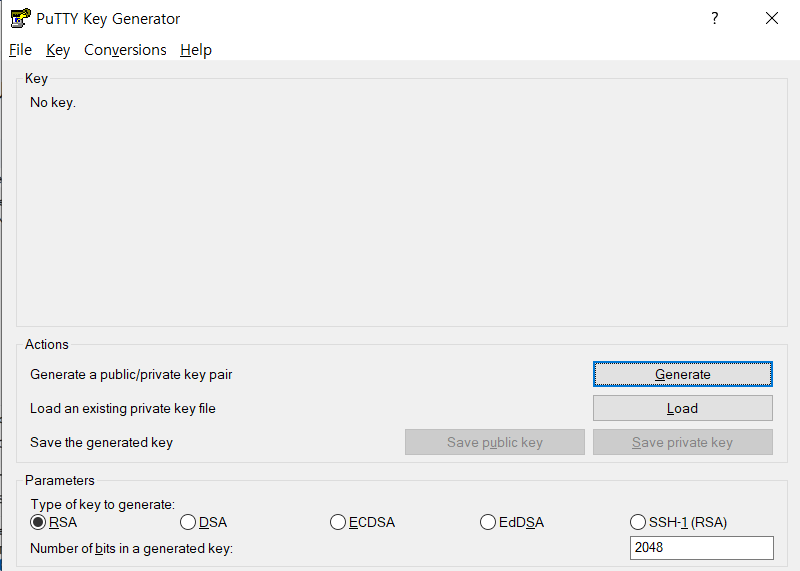 PuTTY Key Generator ?
File Key Conversions Help
Key
No key.
Actions
Generate a public/private key pair Generate
Load an existing private key file Load
Save the generated key Save public key Save private key
Parameters
Type of key to generate:
RSA DSA ECDSA EdDSA SSH-1 (RSA)
Number of bits in a generated key: 2048